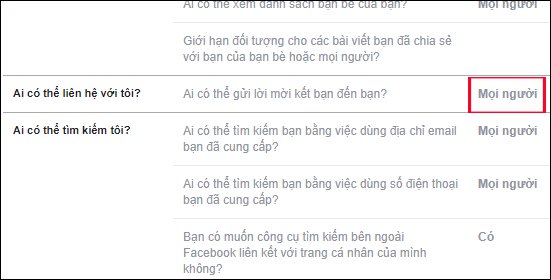 Ai có thể xem danh sách bạn bè của bạn? Mọi người
Giới hạn đối tượng cho các bài viết bạn đã chia sẻ
với bạn của bạn bè hoặc mọi người?
Ai có thể liên hệ với tôi? Ai có thể gửi lời mời kết bạn đến bạn? Mọi người
Ai có thể tìm kiếm tôi? Ai có thể tìm kiếm bạn bằng việc dùng địa chỉ email Mọi người
bạn đã cung cấp?
Ai có thể tìm kiếm bạn bằng việc dùng số điện thoại Mọi người
bạn đã cung cấp?
Bạn có muốn công cụ tìm kiếm bên ngoài Có
Facebook liên kết với trang cá nhân của mình
không?